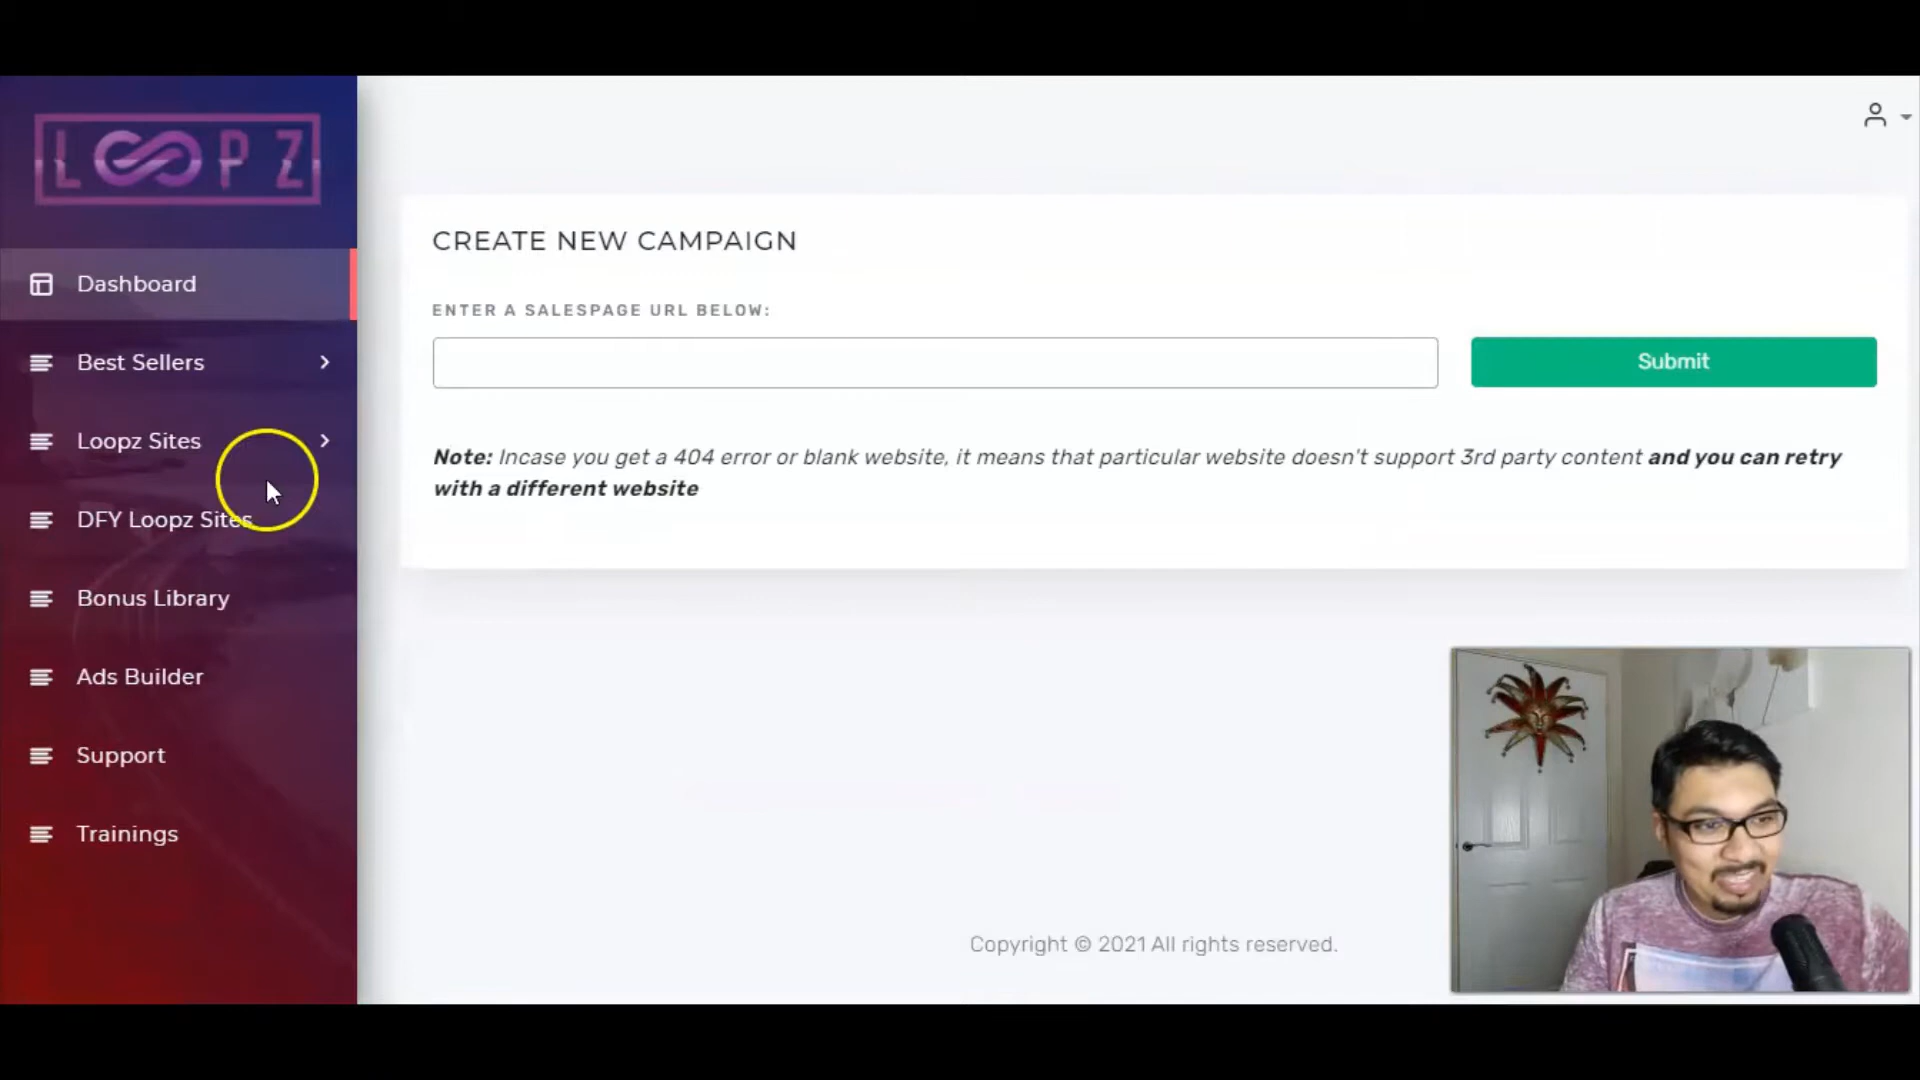 LOOPZ
Dashboard
Best Sellers
Loopz Sites
DFY Loopz Sites
Bonus Library
Ads Builder
Support
Trainings
CREATE NEW CAMPAIGN
ENTER A SALESPAGE URL BELOW:
Submit
Note: Incase you get a 404 error or blank website, it means that particular website doesn't support 3rd party content and you can retry
with a different website
Copyright © 2021 All rights reserved.